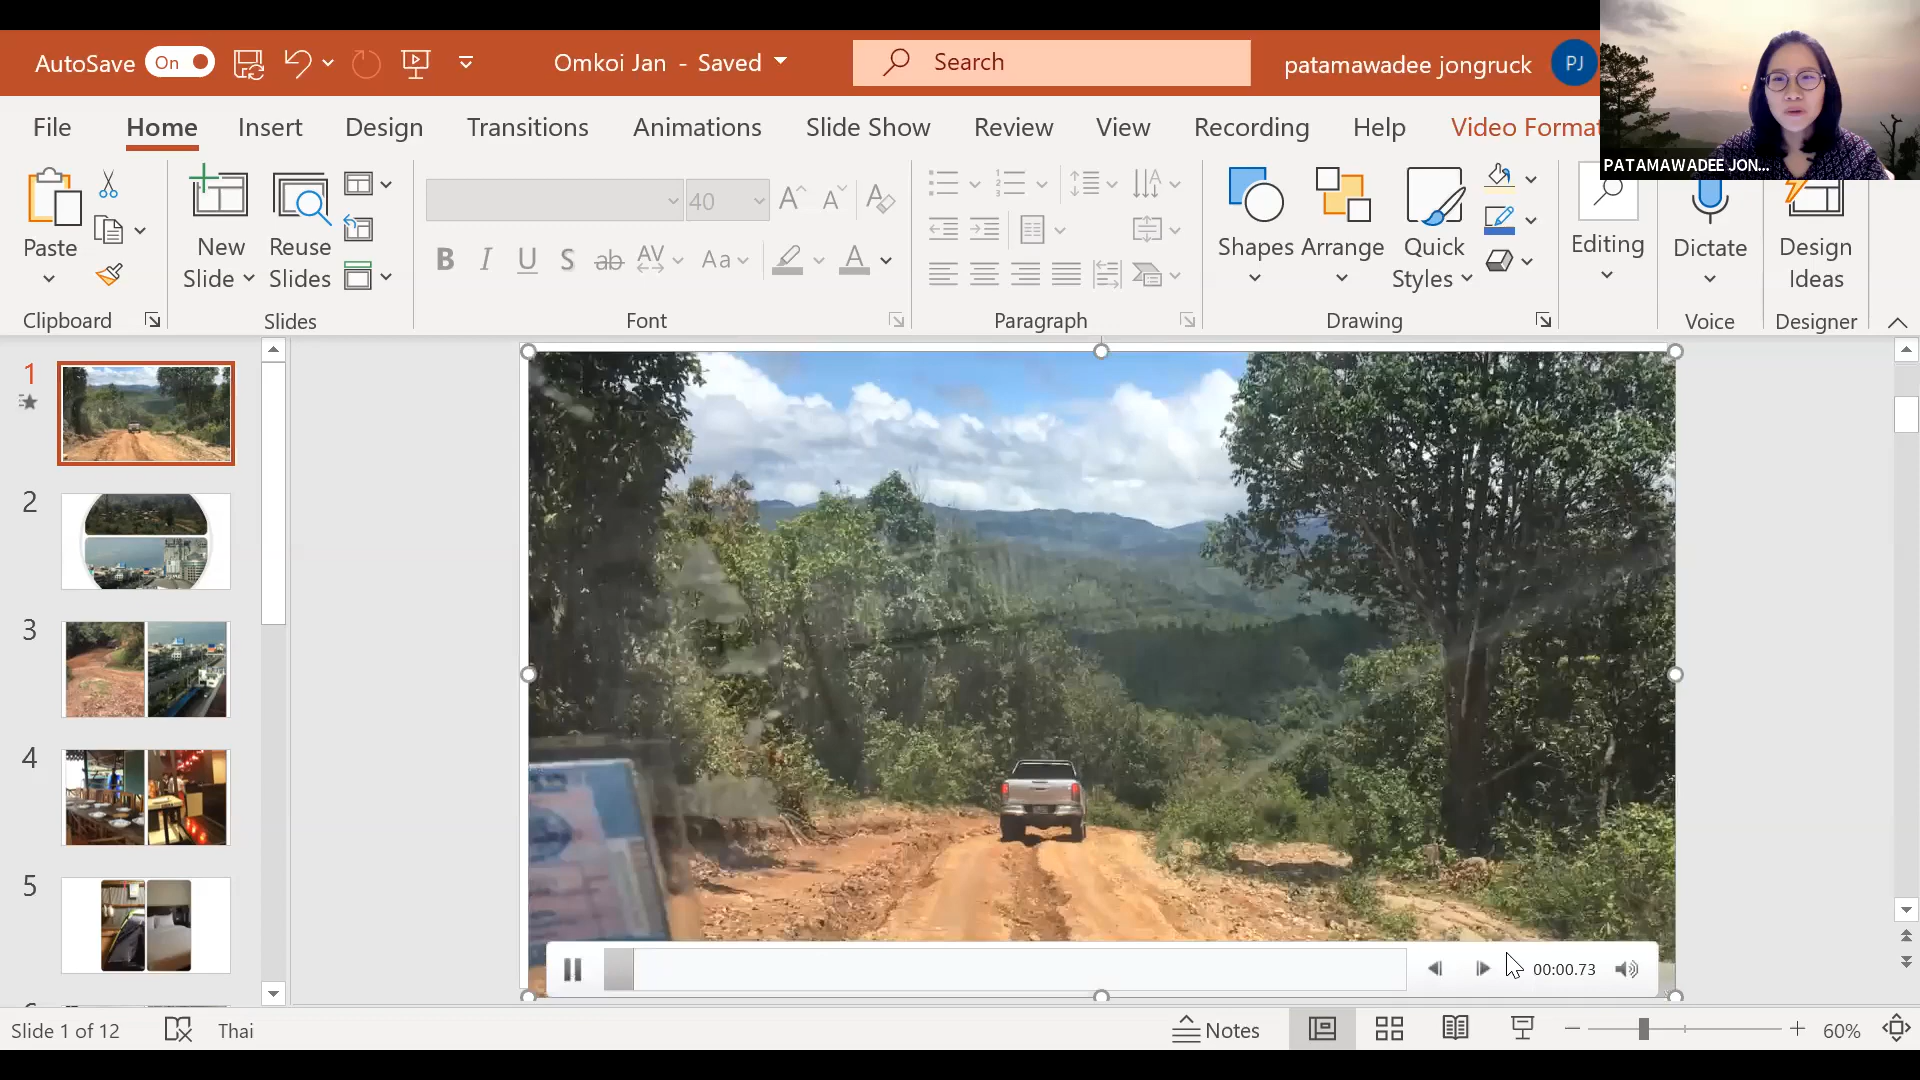 AutoSave On Omkoi Jan - Saved Search patamawadee jongruck PJ
File Home Insert Design Transitions Animations Slide Show Review View Recording Help Video Format
PATAMAWADEE JON...
Paste
New
Slide
Reuse
Slides
40
B I U S ab AV Aa A
Shapes Arrange Quick
Styles
Editing
Dictate
Design
Ideas
Clipboard Slides Font Paragraph Drawing Voice Designer
1
2
3
4
5
00:00.73
Slide 1 of 12 Thai Notes 60%